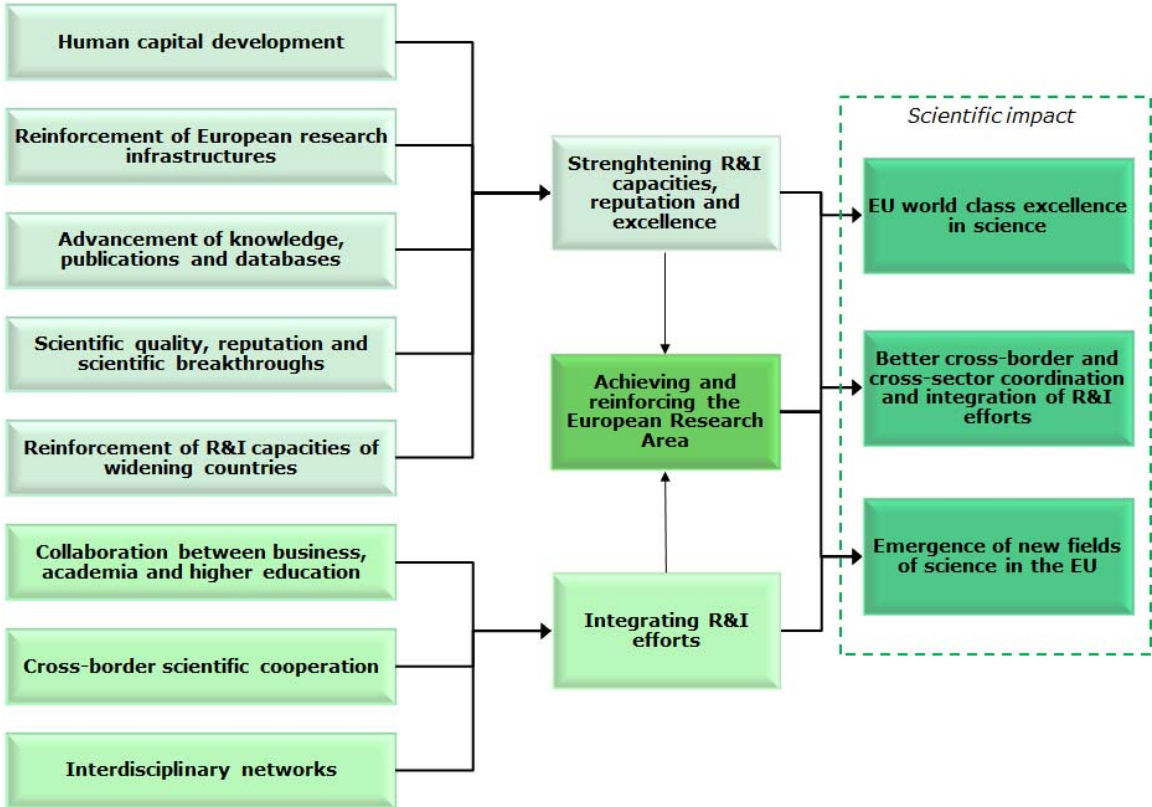 Human capital development
Reinforcement of European research
infrastructures
Advancement of knowledge,
publications and databases
Scientific quality, reputation and
scientific breakthroughs
Reinforcement of R&I capacities of
widening countries
Collaboration between business,
academia and higher education
Cross-border scientific cooperation
Interdisciplinary networks
Strenghtening R&I
capacities,
reputation and
excellence
Achieving and
reinforcing the
European Research
Area
Integrating R&I
efforts
Scientific impact
EU world class excellence
in science
Better cross-border and
cross-sector coordination
and integration of R&I
efforts
Emergence of new fields
of science in the EU